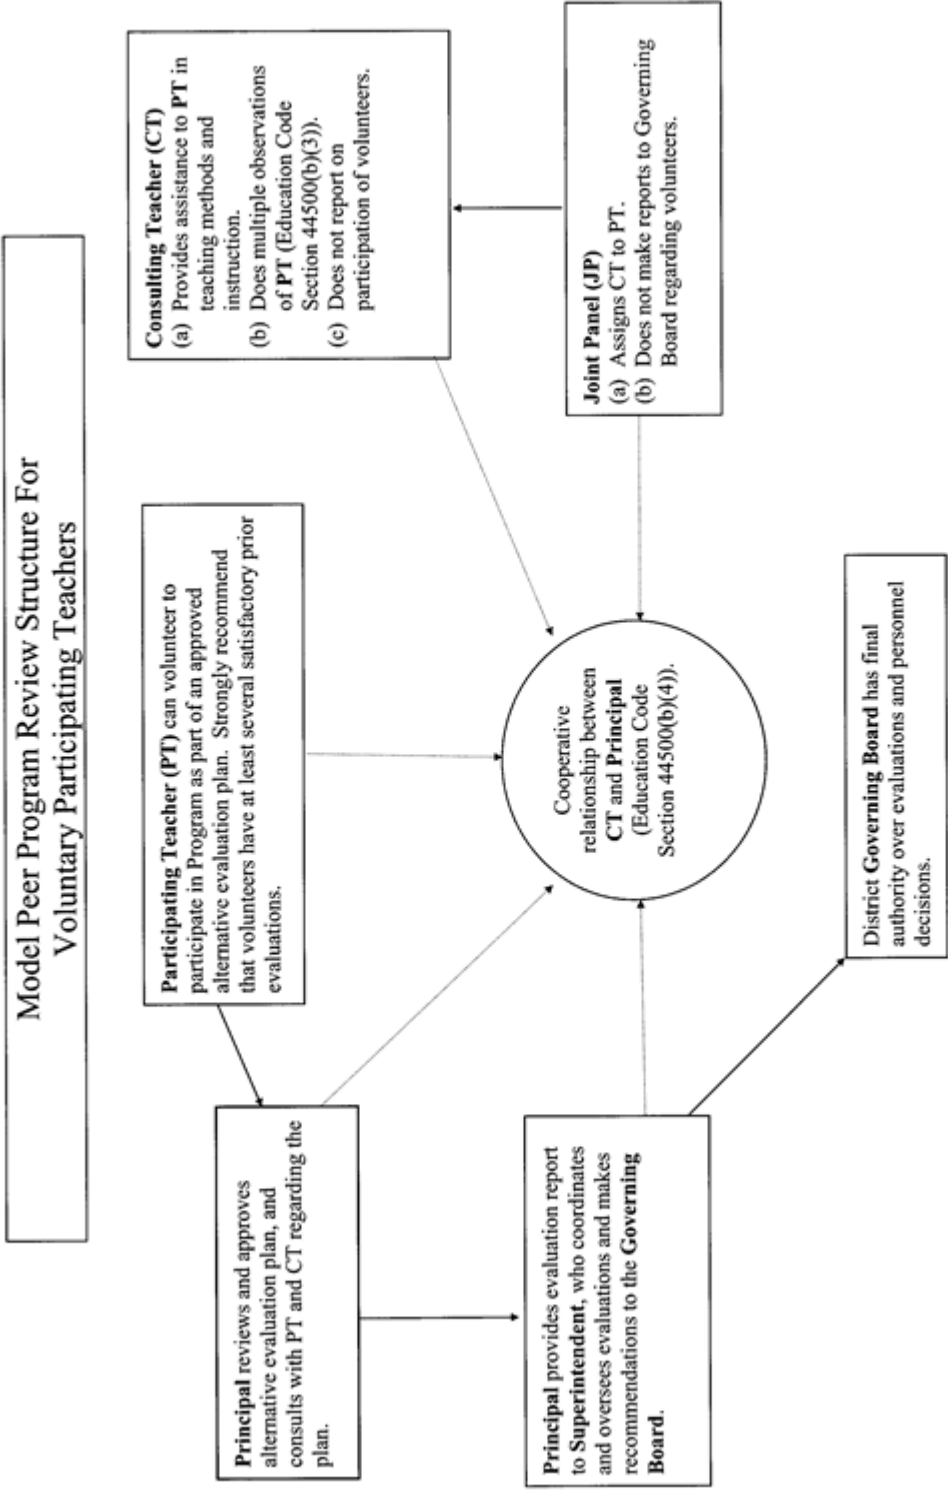 Model Peer Program Review Structure For
Voluntary Participating Teachers
Principal reviews and approves
alternative evaluation plan, and
consults with PT and CT regarding the
plan.
Participating Teacher (PT) can volunteer to
participate in Program as part of an approved
alternative evaluation plan. Strongly recommend
that volunteers have at least several satisfactory prior
evaluations.
Consulting Teacher (CT)
(a) Provides assistance to PT in
teaching methods and
instruction.
(b) Does multiple observations
of PT (Education Code
Section 44500(b)(3)).
(c) Does not report on
participation of volunteers.
Principal provides evaluation report
to Superintendent, who coordinates
and oversees evaluations and makes
recommendations to the Governing
Board.
Cooperative
relationship between
CT and Principal
(Education Code
Section 44500(b)(4)).
Joint Panel (JP)
(a) Assigns CT to PT.
(b) Does not make reports to Governing
Board regarding volunteers.
District Governing Board has final
authority over evaluations and personnel
decisions.